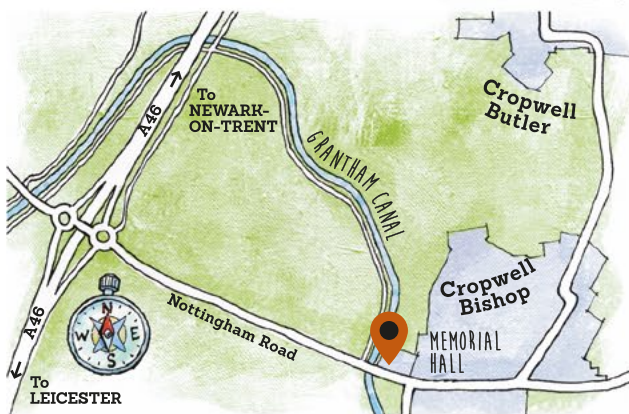 Cropwell
Butler
To
NEWARK-
ON-TRENT
A46
GRANTHAM CANAL
Cropwell
Bishop
Nottingham Road
MEMORIAL
HALL
N
W E
S
A46
To
LEICESTER